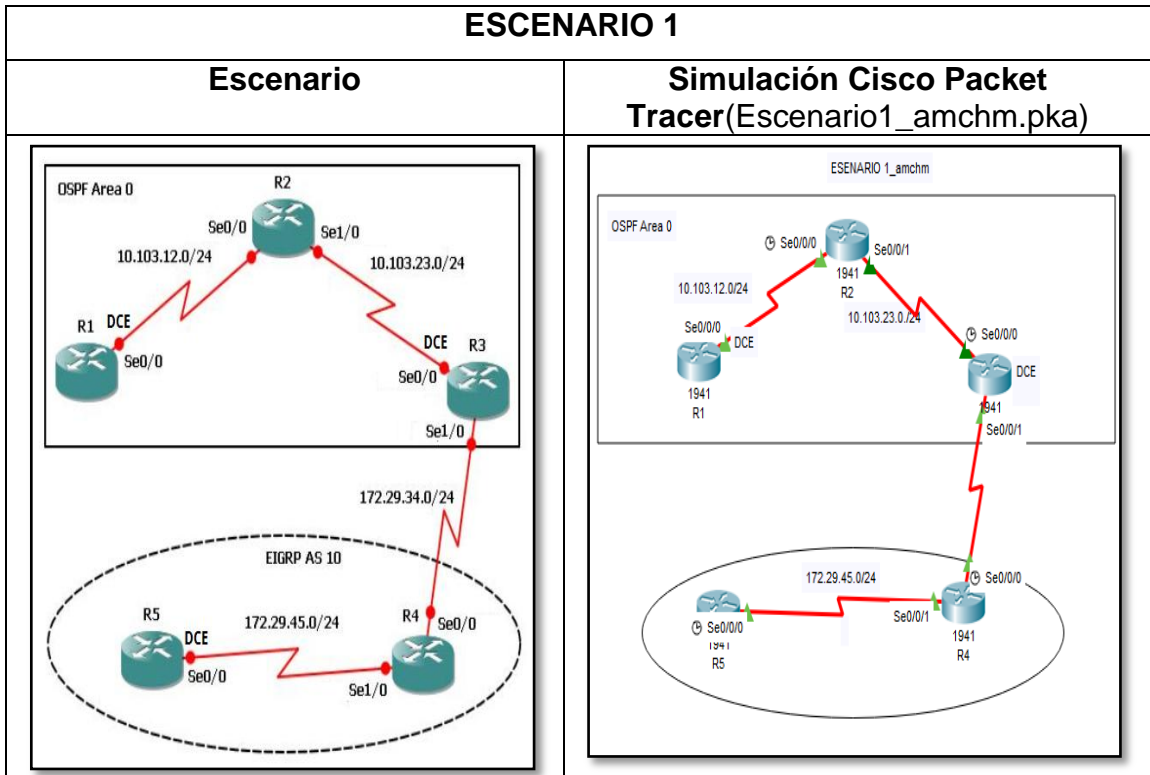 ESCENARIO 1
Escenario
Simulación Cisco Packet
Tracer(Escenario1_amchm.pka)
OSPF Area 0
R2
Se0/0
Se1/0
10.103.12.0/24
10.103.23.0/24
R1
DCE
Se0/0
DCE
R3
Se0/0
Se1/0
172.29.34.0/24
EIGRP AS 10
R5
DCE
172.29.45.0/24
R4
Se0/0
Se0/0
Se1/0
ESENARIO 1_amchm
OSPF Area 0
Se0/0/0
Se0/0/1
1941
R2
10.103.12.0/24
10.103.23.0./24
Se0/0/0
DCE
1941
R1
Se0/0/0
DCE
1941
Se0/0/1
172.29.45.0/24
Se0/0/0
Se0/0/1
1941
R4
Se0/0/0
1941
R5